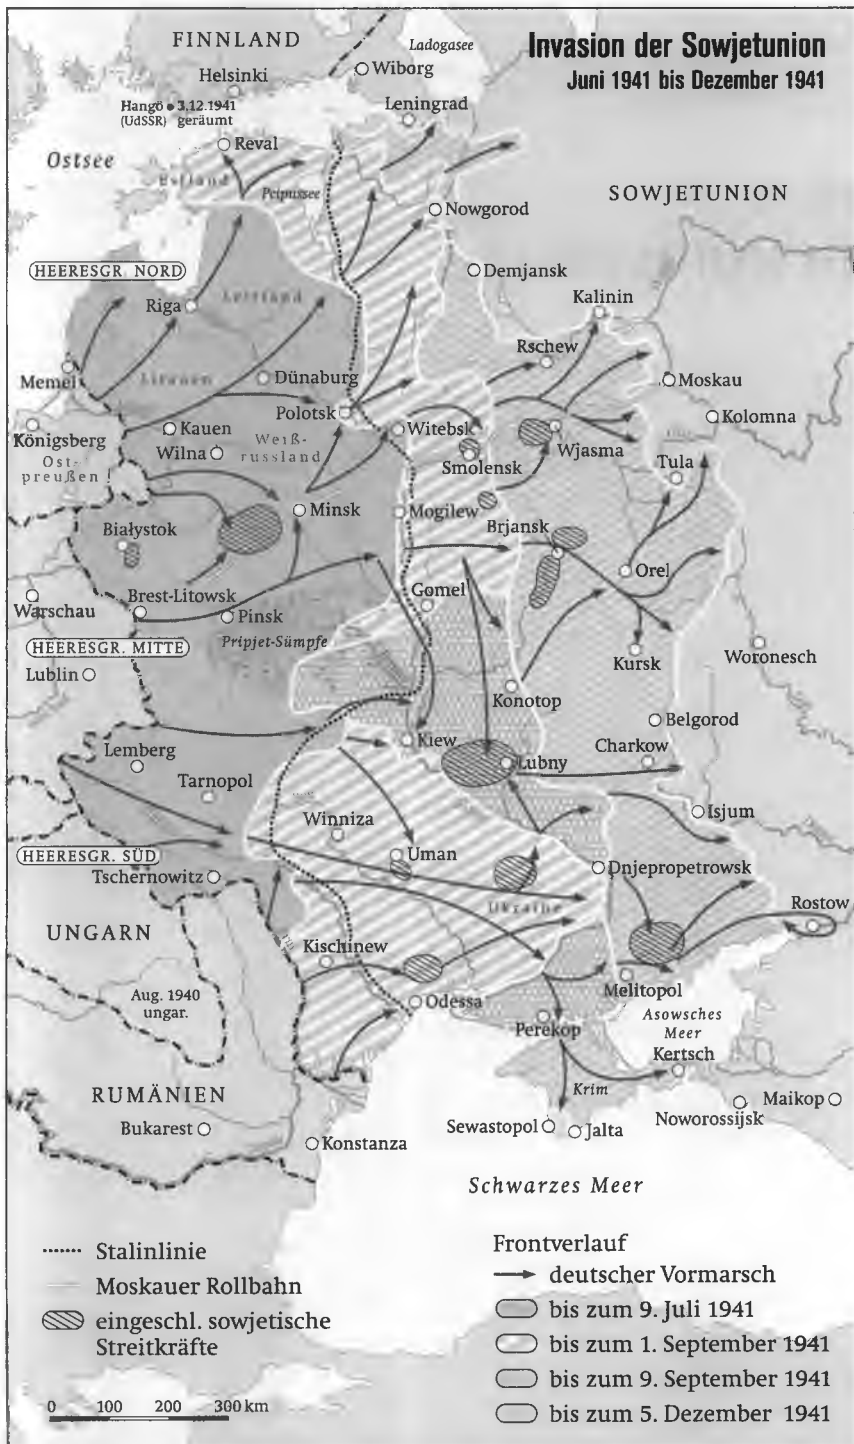 Invasion der Sowjetunion
Juni 1941 bis Dezember 1941
FINNLAND
Ladogasee
Wiborg
Helsinki
Hangö 3.12.1941
(UdSSR) geräumt
Leningrad
Reval
Ostsee
Estland
Peipussee
SOWJETUNION
Nowgorod
HEERESGR. NORD
Demjansk
Riga
Lettland
Kalinin
Rschew
Memel
Litauen
Dünaburg
Moskau
Polotsk
Kolomna
Königsberg
Kauen
Weiß-
russland
Witebsk
Wjasma
Ost-
preußen
Wilna
Smolensk
Tula
Minsk
Mogilew
Białystok
Brjansk
Orel
Warschau
Brest-Litowsk
Pinsk
Gomel
HEERESGR. MITTE
Pripjet-Sümpfe
Kursk
Woronesch
Lublin
Konotop
Belgorod
Kiew
Lemberg
Lubny
Charkow
Tarnopol
Isjum
Winniza
HEERESGR. SÜD
Uman
Dnjepropetrowsk
Tschernowitz
Ukraine
Rostow
UNGARN
Kischinew
Aug. 1940
ungar.
Odessa
Melitopol
Perekop
Asowsches
Meer
Kertsch
RUMÄNIEN
Krim
Maikop
Bukarest
Sewastopol
Jalta
Noworossijsk
Konstanza
Schwarzes Meer
Stalinlinie
Moskauer Rollbahn
eingeschl. sowjetische
Streitkräfte
Frontverlauf
deutscher Vormarsch
bis zum 9. Juli 1941
bis zum 1. September 1941
bis zum 9. September 1941
bis zum 5. Dezember 1941
0 100 200 300 km